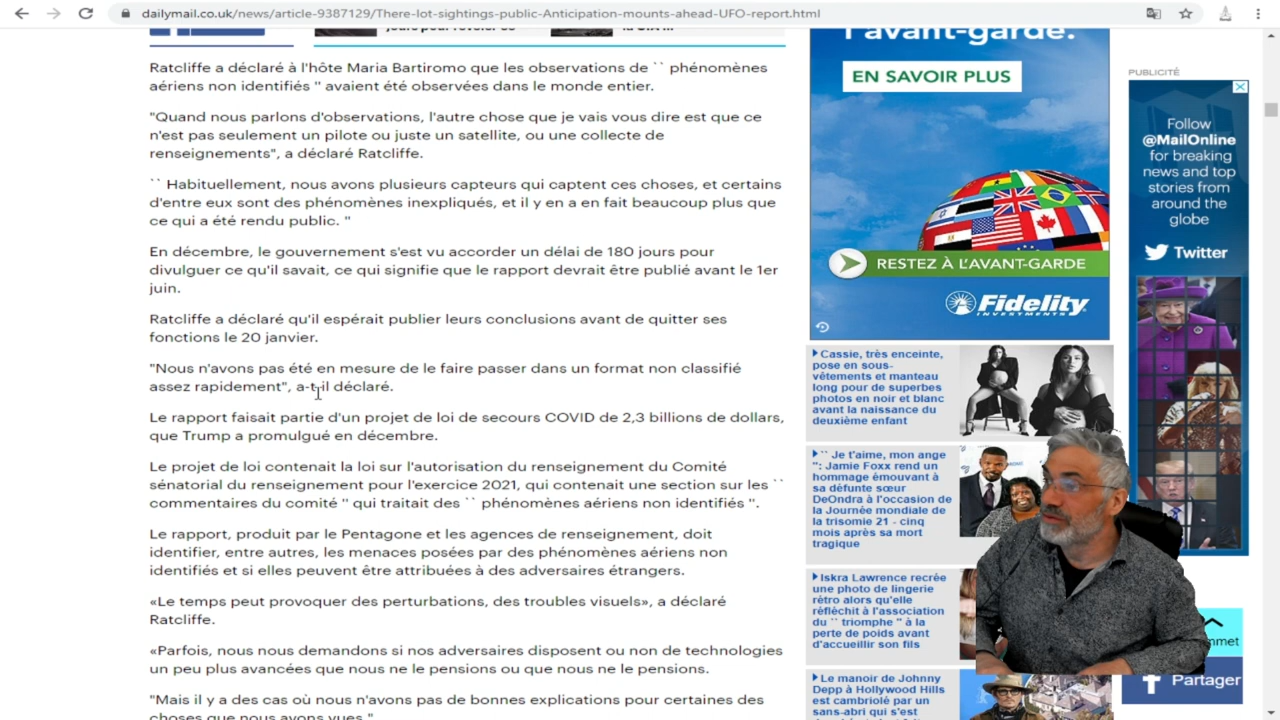 dailymail.co.uk/news/article-9387129/There-lot-sightings-public-Anticipation-mounts-ahead-UFO-report.html
Ratcliffe a déclaré à l'hôte Maria Bartiromo que les observations de `` phénomènes
aériens non identifiés '' avaient été observées dans le monde entier.
"Quand nous parlons d'observations, l'autre chose que je vais vous dire est que ce
n'est pas seulement un pilote ou juste un satellite, ou une collecte de
renseignements", a déclaré Ratcliffe.
`` Habituellement, nous avons plusieurs capteurs qui captent ces choses, et certains
d'entre eux sont des phénomènes inexpliqués, et il y en a en fait beaucoup plus que
ce qui a été rendu public. ''
En décembre, le gouvernement s'est vu accorder un délai de 180 jours pour
divulguer ce qu'il savait, ce qui signifie que le rapport devrait être publié avant le 1er
juin.
Ratcliffe a déclaré qu'il espérait publier leurs conclusions avant de quitter ses
fonctions le 20 janvier.
"Nous n'avons pas été en mesure de le faire passer dans un format non classifié
assez rapidement", a-t-il déclaré.
Le rapport faisait partie d'un projet de loi de secours COVID de 2,3 billions de dollars,
que Trump a promulgué en décembre.
Le projet de loi contenait la loi sur l'autorisation du renseignement du Comité
sénatorial du renseignement pour l'exercice 2021, qui contenait une section sur les ``
commentaires du comité '' qui traitait des `` phénomènes aériens non identifiés ''.
Le rapport, produit par le Pentagone et les agences de renseignement, doit
identifier, entre autres, les menaces posées par des phénomènes aériens non
identifiés et si elles peuvent être attribuées à des adversaires étrangers.
«Le temps peut provoquer des perturbations, des troubles visuels», a déclaré
Ratcliffe.
«Parfois, nous nous demandons si nos adversaires disposent ou non de technologies
un peu plus avancées que nous ne le pensions ou que nous ne le pensions.
"Mais il y a des cas où nous n'avons pas de bonnes explications pour certaines des
choses que nous avons vues."
l'avant-garde.
EN SAVOIR PLUS
RESTEZ À L'AVANT-GARDE
Fidelity
INVESTMENTS
Cassie, très enceinte,
pose en sous-
vêtements et manteau
long pour de superbes
photos en noir et blanc
avant la naissance du
deuxième enfant
`` Je t'aime, mon ange
'': Jamie Foxx rend un
hommage émouvant à
sa défunte sœur
DeOndra à l'occasion de
la Journée mondiale de
la trisomie 21 - cinq
mois après sa mort
tragique
Iskra Lawrence recrée
une photo de lingerie
rétro alors qu'elle
réfléchit à l'association
du `` triomphe '' à la
perte de poids avant
d'accueillir son fils
Le manoir de Johnny
Depp à Hollywood Hills
est cambriolé par un
sans-abri qui s'est
PUBLICITÉ
Follow
@MailOnline
for breaking
news and top
stories from
around the
globe
Twitter
mmet
Partager